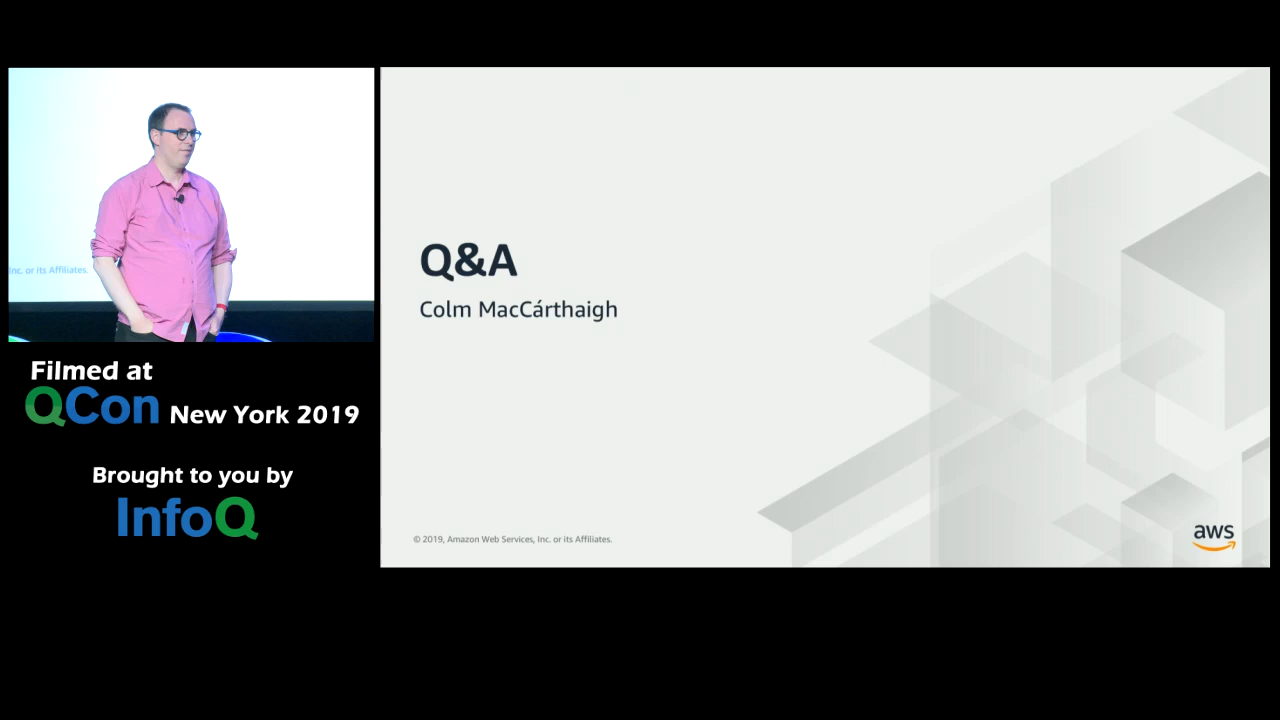 Inc. or its Affiliates.
Filmed at
QCon New York 2019
Brought to you by
InfoQ
Q&A
Colm MacCárthaigh
© 2019, Amazon Web Services, Inc. or its Affiliates.
aws